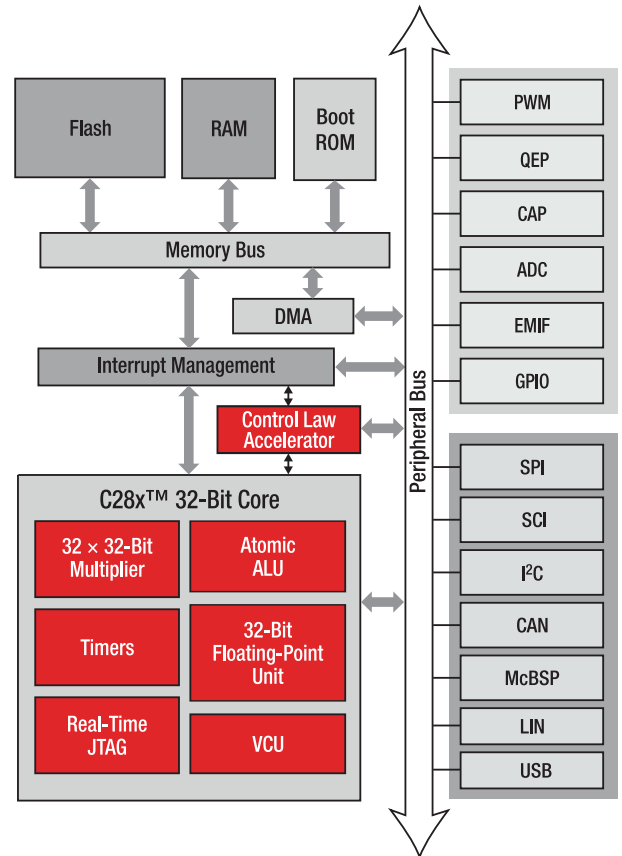 Flash
RAM
Boot
ROM
Memory Bus
DMA
Interrupt Management
Control Law
Accelerator
C28x™ 32-Bit Core
32 × 32-Bit
Multiplier
Atomic
ALU
Timers
32-Bit
Floating-Point
Unit
Real-Time
JTAG
VCU
Peripheral Bus
PWM
QEP
CAP
ADC
EMIF
GPIO
SPI
SCI
I²C
CAN
McBSP
LIN
USB